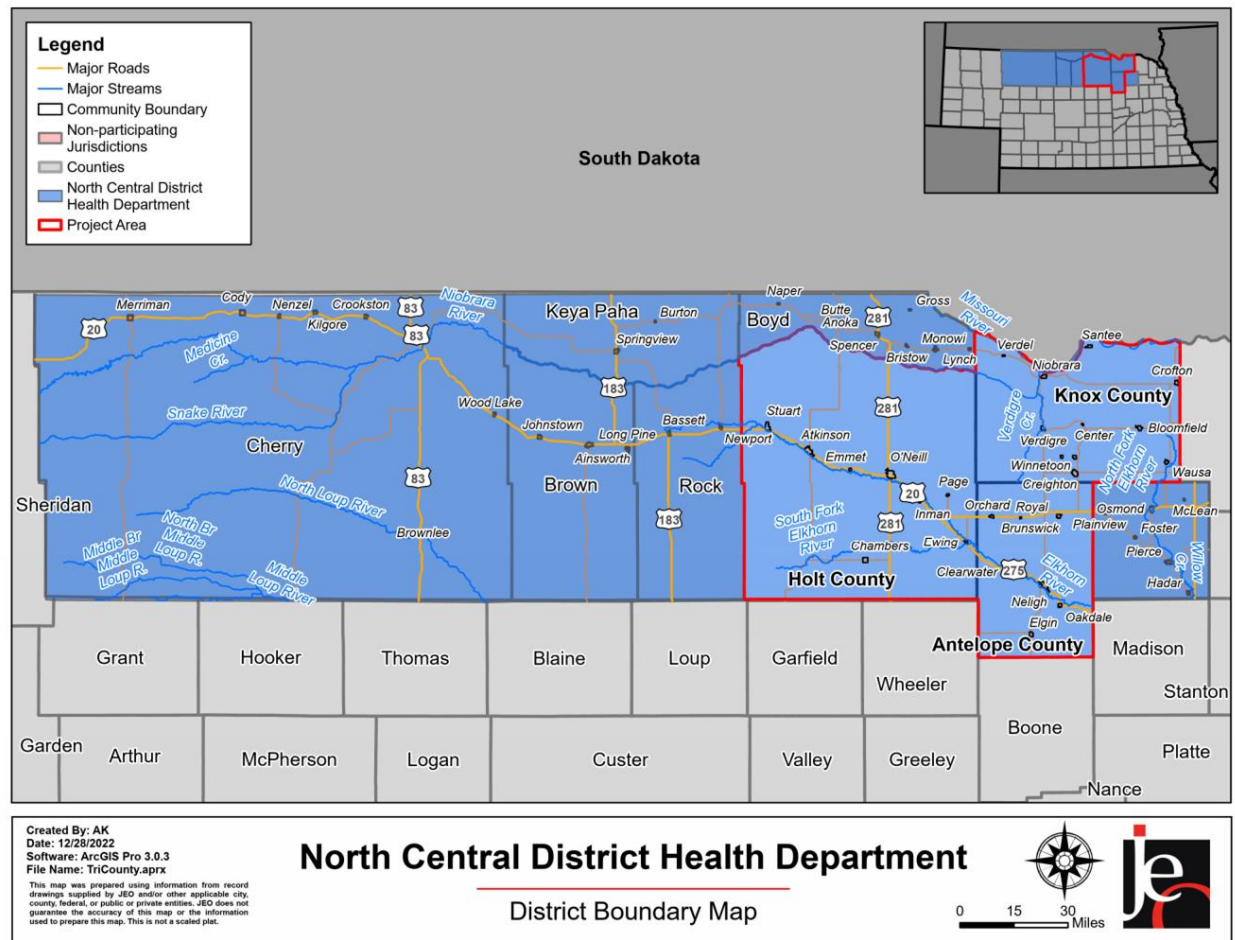 Legend
Major Roads
Major Streams
Community Boundary
Non-participating
Jurisdictions
Counties
North Central District
Health Department
Project Area
South Dakota
Merriman
Cody
Nenzel
Kilgore
Crookston
83
83
20
Niobrara
River
Medicine
Cr.
Snake River
Cherry
Sheridan
North Loup River
North Br
Middle
Loup R.
Middle Br
Middle
Loup R.
Middle
Loup River
83
Brownlee
Wood Lake
Johnstown
Ainsworth
Long Pine
Brown
Keya Paha
Burton
Springview
183
Bassett
Newport
Rock
183
Naper
Boyd
Butte
Anoka
281
Gross
Spencer
Bristow
Monowi
Lynch
Missouri
River
Verdel
Santee
Niobrara
Crofton
Knox County
Verdigre
Cr.
Verdigre
Center
Bloomfield
Winnetoon
Creighton
North Fork
Elkhorn
River
Wausa
Stuart
Atkinson
Emmet
281
O'Neill
20
Page
Inman
281
South Fork
Elkhorn
River
Chambers
Ewing
Holt County
Orchard
Royal
Brunswick
Plainview
Osmond
McLean
Foster
Pierce
Hadar
Willow
Cr.
Clearwater
275
Elkhorn
River
Neligh
Oakdale
Elgin
Antelope County
Grant
Hooker
Thomas
Blaine
Loup
Garfield
Wheeler
Madison
Stanton
Boone
Garden
Arthur
McPherson
Logan
Custer
Valley
Greeley
Platte
Nance
Created By: AK
Date: 12/28/2022
Software: ArcGIS Pro 3.0.3
File Name: TriCounty.aprx
This map was prepared using information from record
drawings supplied by JEO and/or other applicable city,
county, federal, or public or private entities. JEO does not
guarantee the accuracy of this map or the information
used to prepare this map. This is not a scaled plat.
North Central District Health Department
District Boundary Map
0 15 30
Miles
jeo